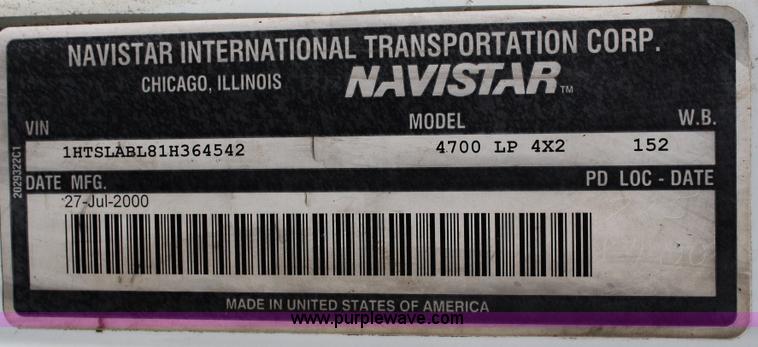 NAVISTAR INTERNATIONAL TRANSPORTATION CORP.
CHICAGO, ILLINOIS NAVISTAR™
VIN MODEL W.B.
1HTSLABL81H364542 4700 LP 4X2 152
DATE MFG. PD LOC - DATE
27-Jul-2000
2029322C1
MADE IN UNITED STATES OF AMERICA
www.purplewave.com